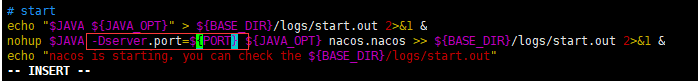 # start
echo "$JAVA ${JAVA_OPT}" > ${BASE_DIR}/logs/start.out 2>&1 &
nohup $JAVA -Dserver.port=${PORT} ${JAVA_OPT} nacos.nacos >> ${BASE_DIR}/logs/start.out 2>&1 &
echo "nacos is starting. you can check the ${BASE_DIR}/logs/start.out"
-- INSERT --